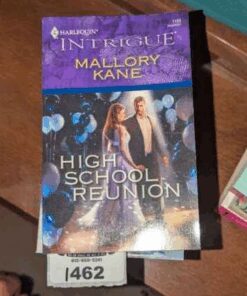 HARLEQUIN
INTRIGUE
MALLORY
KANE
HIGH
SCHOOL
REUNION
1462